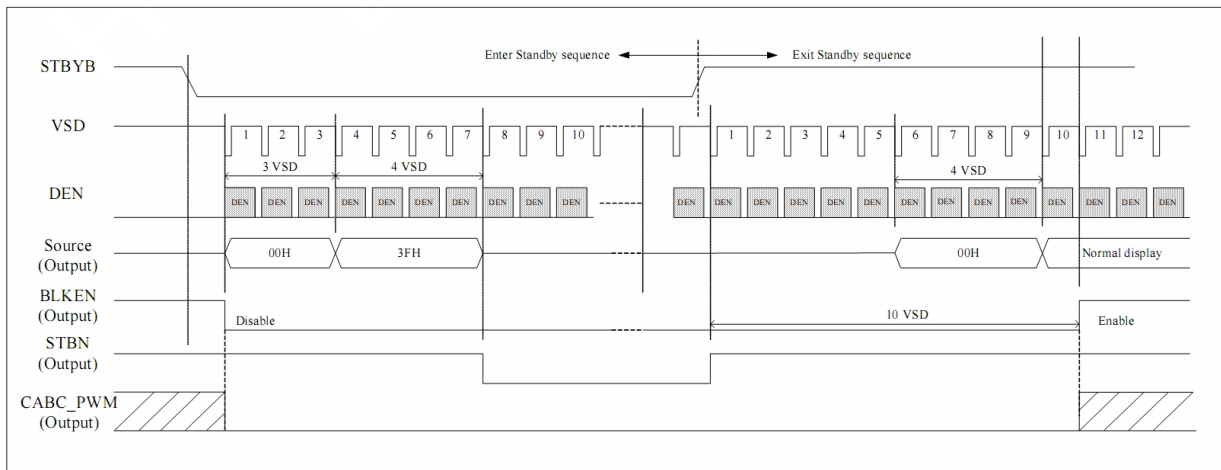 Enter Standby sequence
Exit Standby sequence
STBYB
VSD
1 2 3 4 5 6 7 8 9 10 1 2 3 4 5 6 7 8 9 10 11 12
3 VSD 4 VSD 4 VSD
DEN
DEN DEN DEN DEN DEN DEN DEN DEN DEN DEN DEN DEN DEN DEN DEN DEN DEN DEN DEN DEN DEN DEN DEN DEN
Source
(Output)
00H 3FH 00H Normal display
BLKEN
(Output)
Disable 10 VSD Enable
STBN
(Output)
CABC_PWM
(Output)